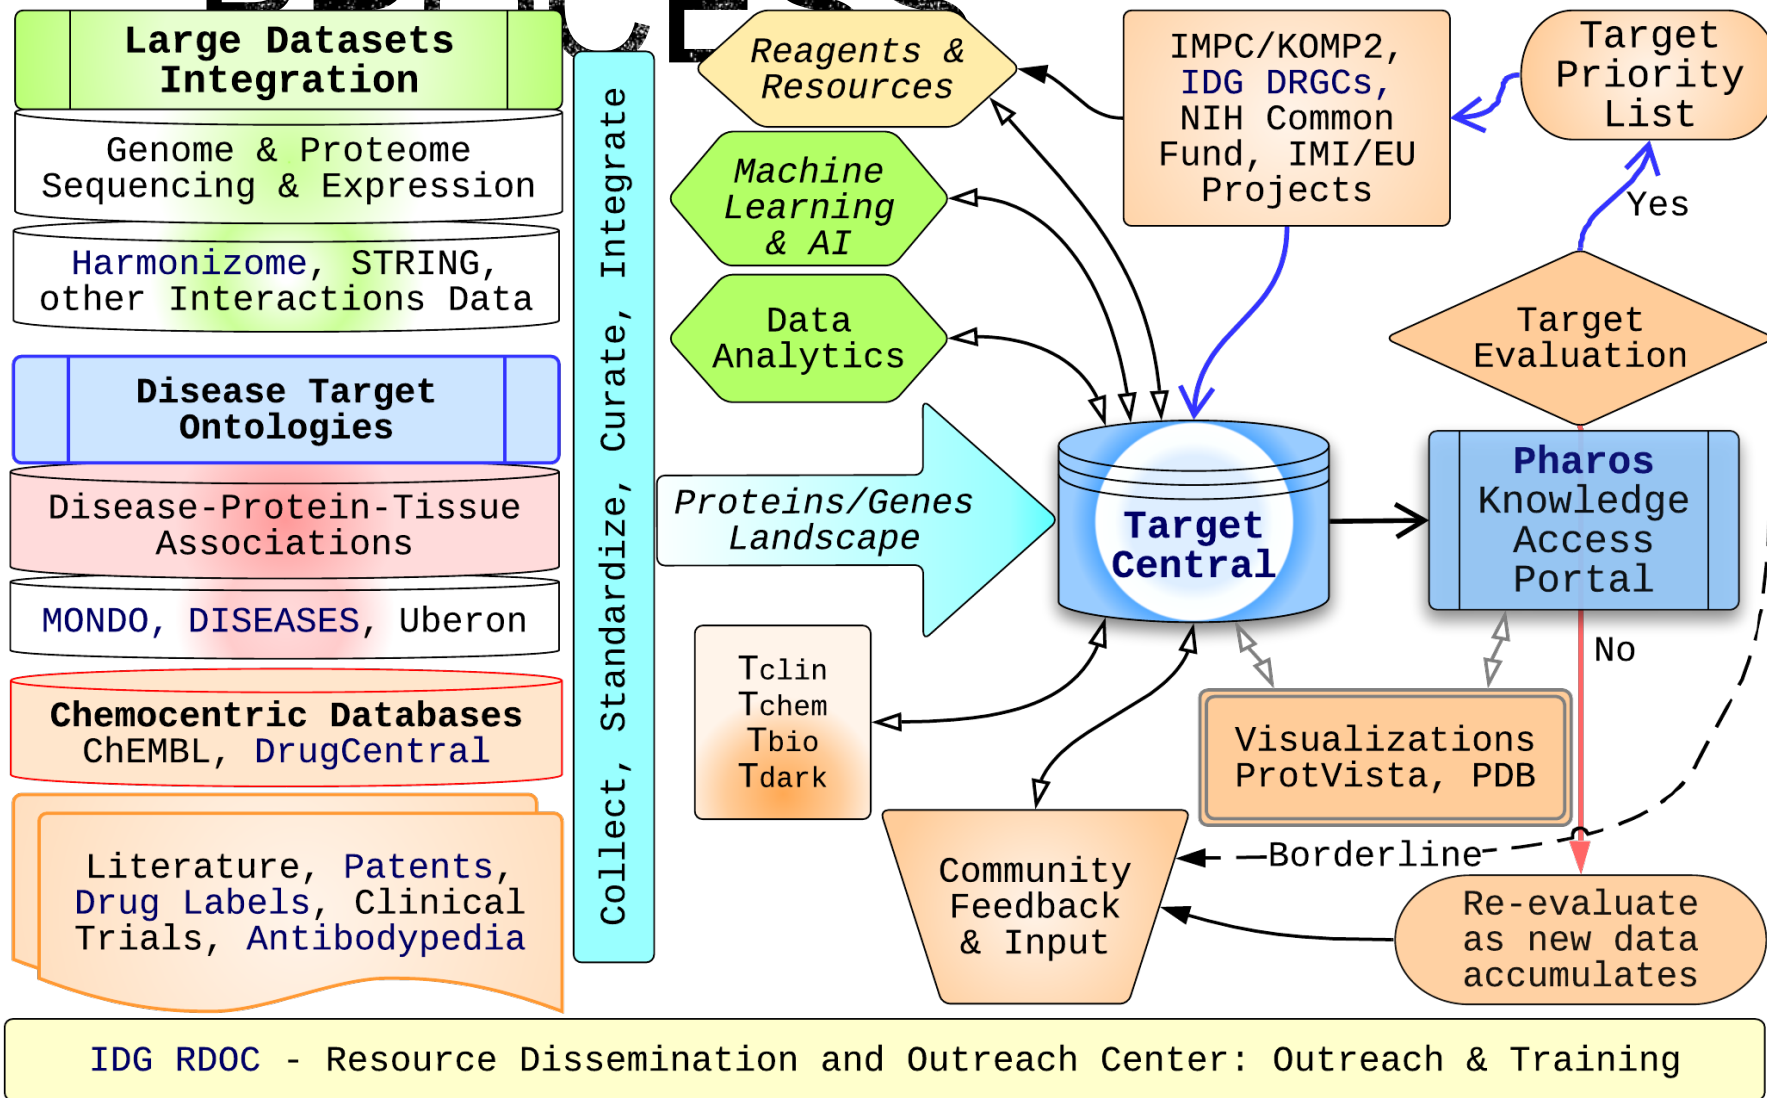 Large Datasets
Integration
Genome & Proteome
Sequencing & Expression
Harmonizome, STRING,
other Interactions Data
Disease Target
Ontologies
Disease-Protein-Tissue
Associations
MONDO, DISEASES, Uberon
Chemocentric Databases
ChEMBL, DrugCentral
Literature, Patents,
Drug Labels, Clinical
Trials, Antibodypedia
Collect, Standardize, Curate, Integrate
Reagents &
Resources
Machine
Learning
& AI
Data
Analytics
Proteins/Genes
Landscape
Tclin
Tchem
Tbio
Tdark
IMPC/KOMP2,
IDG DRGCs,
NIH Common
Fund, IMI/EU
Projects
Target
Priority
List
Yes
Target
Evaluation
Target
Central
Pharos
Knowledge
Access
Portal
No
Visualizations
ProtVista, PDB
Borderline
Community
Feedback
& Input
Re-evaluate
as new data
accumulates
IDG RDOC - Resource Dissemination and Outreach Center: Outreach & Training